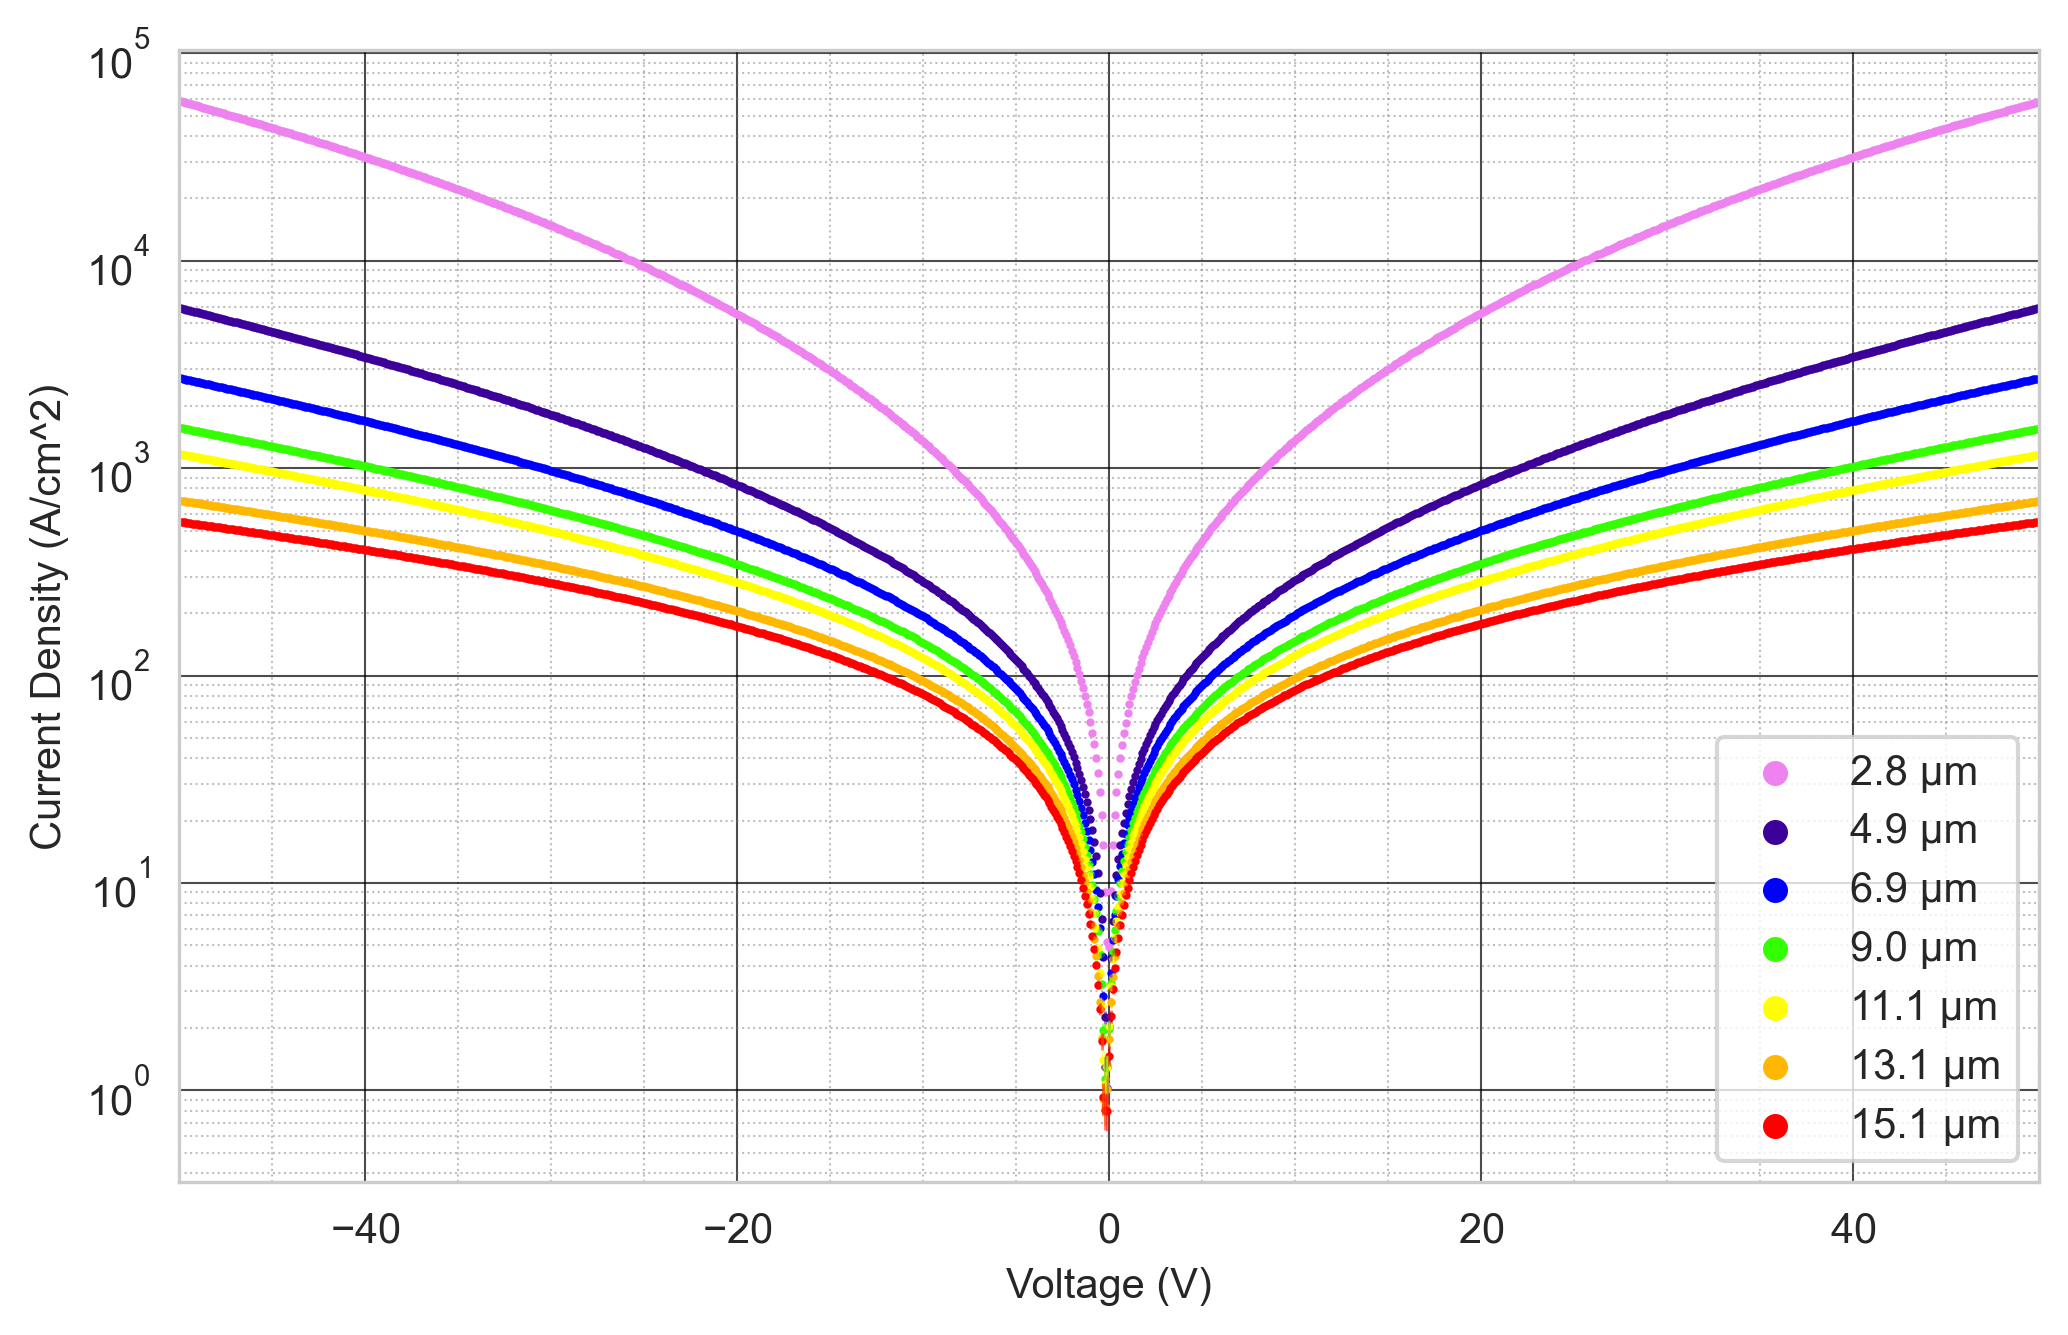 10^5
10^4
10^3
10^2
10^1
10^0
Current Density (A/cm^2)
−40
−20
0
20
40
Voltage (V)
2.8 μm
4.9 μm
6.9 μm
9.0 μm
11.1 μm
13.1 μm
15.1 μm